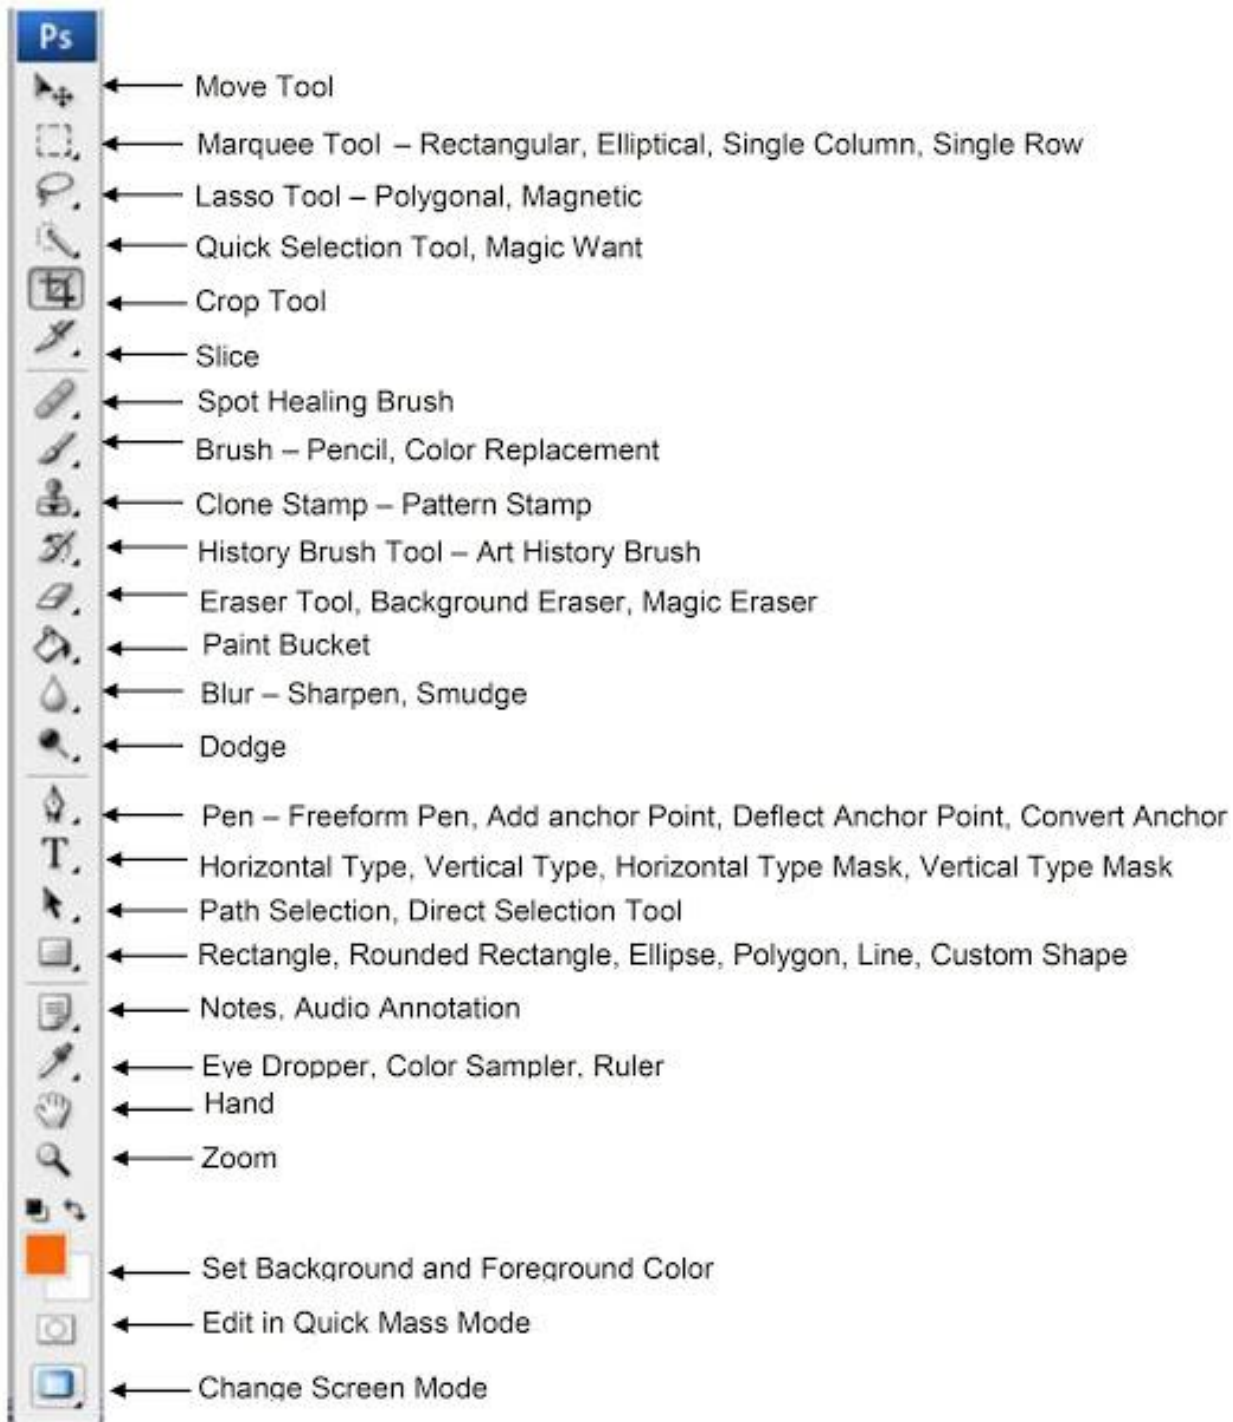 Ps
Move Tool
Marquee Tool – Rectangular, Elliptical, Single Column, Single Row
Lasso Tool – Polygonal, Magnetic
Quick Selection Tool, Magic Want
Crop Tool
Slice
Spot Healing Brush
Brush – Pencil, Color Replacement
Clone Stamp – Pattern Stamp
History Brush Tool – Art History Brush
Eraser Tool, Background Eraser, Magic Eraser
Paint Bucket
Blur – Sharpen, Smudge
Dodge
Pen – Freeform Pen, Add anchor Point, Deflect Anchor Point, Convert Anchor
T
Horizontal Type, Vertical Type, Horizontal Type Mask, Vertical Type Mask
Path Selection, Direct Selection Tool
Rectangle, Rounded Rectangle, Ellipse, Polygon, Line, Custom Shape
Notes, Audio Annotation
Eye Dropper, Color Sampler, Ruler
Hand
Zoom
Set Background and Foreground Color
Edit in Quick Mass Mode
Change Screen Mode